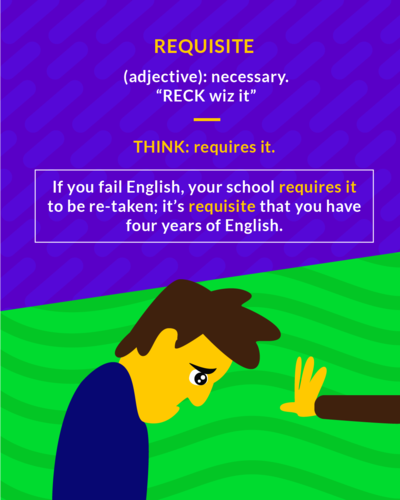 REQUISITE
(adjective): necessary.
“RECK wiz it”
THINK: requires it.
If you fail English, your school requires it
to be re-taken; it’s requisite that you have
four years of English.